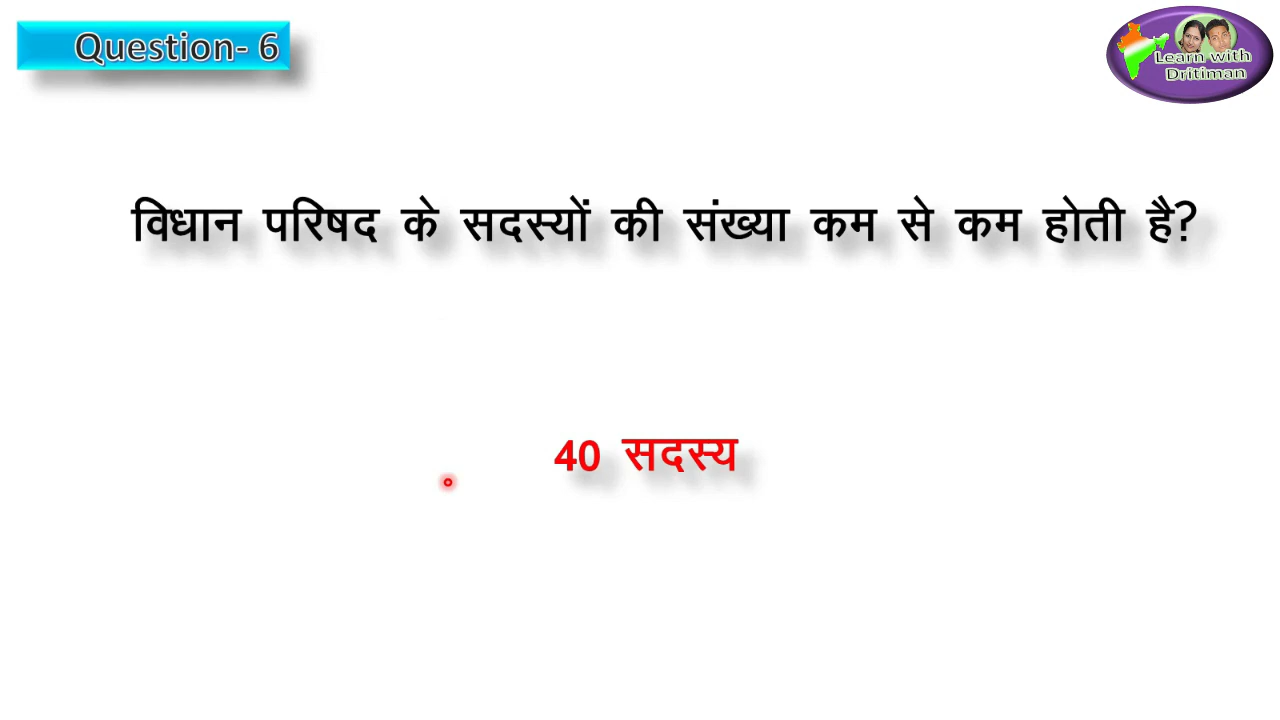 Question- 6
Learn with
Dritiman
विधान परिषद के सदस्यों की संख्या कम से कम होती है?
40 सदस्य